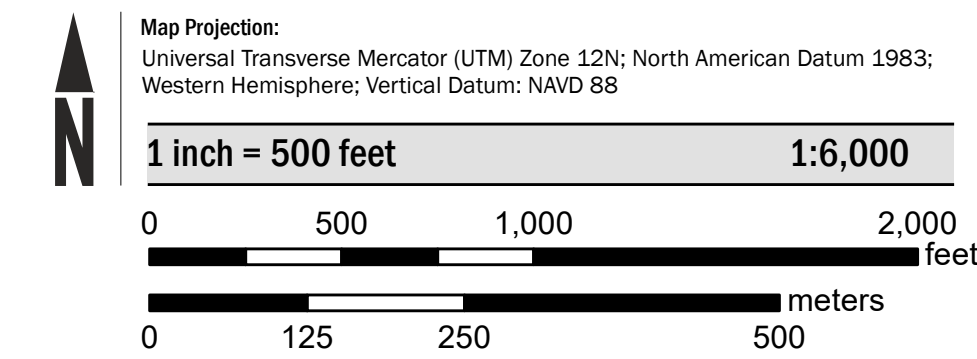 Map Projection:
Universal Transverse Mercator (UTM) Zone 12N; North American Datum 1983;
Western Hemisphere; Vertical Datum: NAVD 88
N
1 inch = 500 feet 1:6,000
0 500 1,000 2,000
feet
meters
0 125 250 500